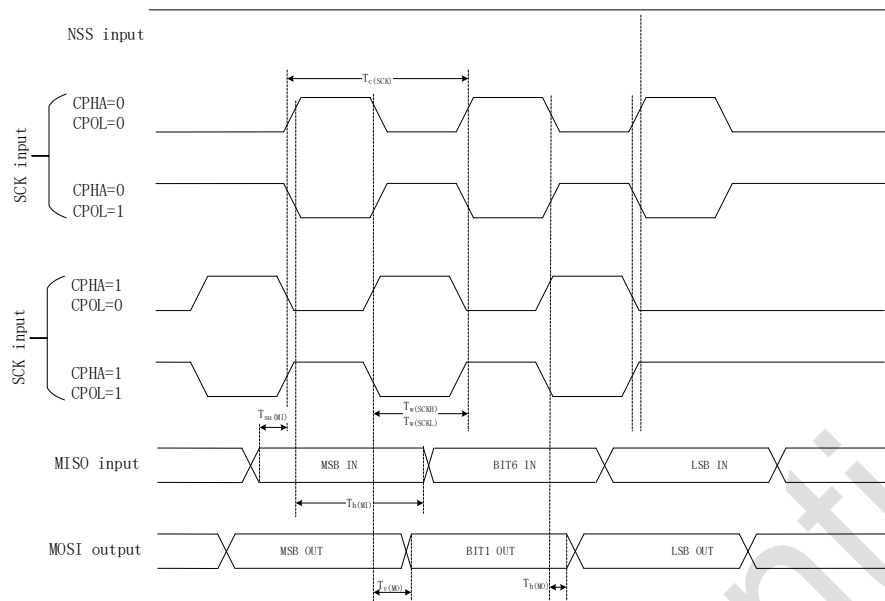 NSS input
Tc(SCK)
SCK input
CPHA=0
CPOL=0
CPHA=0
CPOL=1
SCK input
CPHA=1
CPOL=0
CPHA=1
CPOL=1
Tsu(MI)
Tw(SCKH)
Tw(SCKL)
MISO input
MSB IN
BIT6 IN
LSB IN
Th(MI)
MOSI output
MSB OUT
BIT1 OUT
LSB OUT
Tv(MO)
Th(MO)